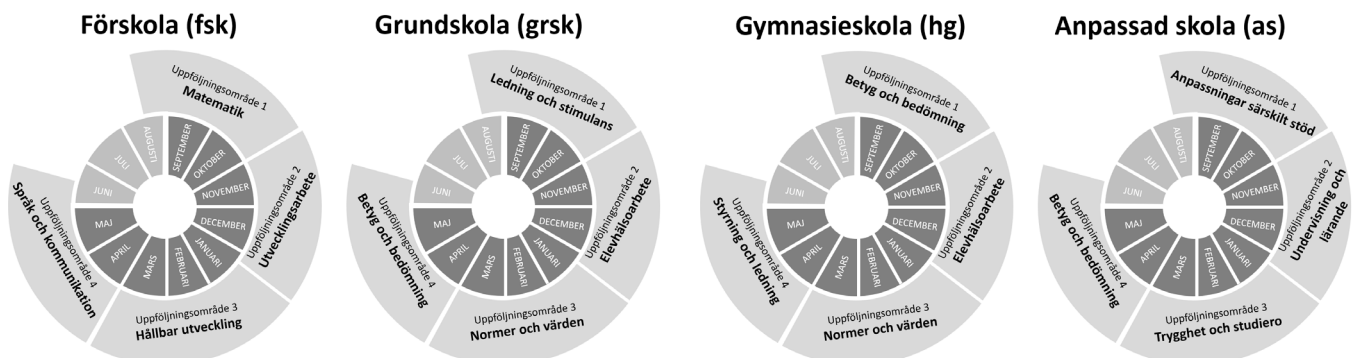 Förskola (fsk)
Uppföljningsområde 1
Matematik
Uppföljningsområde 2
Utvecklingsarbete
Uppföljningsområde 3
Hållbar utveckling
Uppföljningsområde 4
Språk och kommunikation
SEPTEMBER
OKTOBER
NOVEMBER
DECEMBER
JANUARI
FEBRUARI
MARS
APRIL
MAJ
JUNI
JULI
AUGUSTI
Grundskola (grsk)
Uppföljningsområde 1
Ledning och stimulans
Uppföljningsområde 2
Elevhälsoarbete
Uppföljningsområde 3
Normer och värden
Uppföljningsområde 4
Betyg och bedömning
SEPTEMBER
OKTOBER
NOVEMBER
DECEMBER
JANUARI
FEBRUARI
MARS
APRIL
MAJ
JUNI
JULI
AUGUSTI
Gymnasieskola (hg)
Uppföljningsområde 1
Betyg och bedömning
Uppföljningsområde 2
Elevhälsoarbete
Uppföljningsområde 3
Normer och värden
Uppföljningsområde 4
Styrning och ledning
SEPTEMBER
OKTOBER
NOVEMBER
DECEMBER
JANUARI
FEBRUARI
MARS
APRIL
MAJ
JUNI
JULI
AUGUSTI
Anpassad skola (as)
Uppföljningsområde 1
Anpassningar särskilt stöd
Uppföljningsområde 2
Undervisning och
lärande
Uppföljningsområde 3
Trygghet och studiero
Uppföljningsområde 4
Betyg och bedömning
SEPTEMBER
OKTOBER
NOVEMBER
DECEMBER
JANUARI
FEBRUARI
MARS
APRIL
MAJ
JUNI
JULI
AUGUSTI